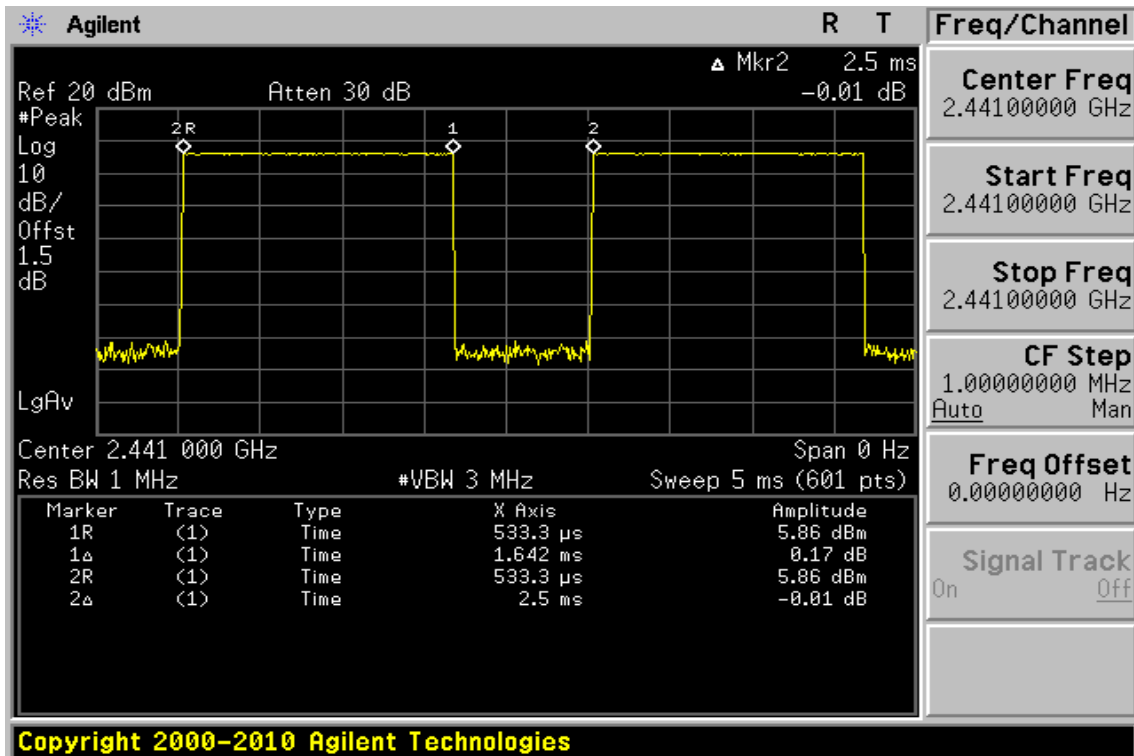 Agilent R T
Freq/Channel
▵ Mkr2 2.5 ms
Ref 20 dBm Atten 30 dB -0.01 dB
#Peak
Log
10
dB/
Offst
1.5
dB
LgAv
2R 1 2
Center 2.441 000 GHz Span 0 Hz
Res BW 1 MHz #VBW 3 MHz Sweep 5 ms (601 pts)
Marker Trace Type X Axis Amplitude
1R (1) Time 533.3 µs 5.86 dBm
1▵ (1) Time 1.642 ms 0.17 dB
2R (1) Time 533.3 µs 5.86 dBm
2▵ (1) Time 2.5 ms -0.01 dB
Center Freq
2.44100000 GHz
Start Freq
2.44100000 GHz
Stop Freq
2.44100000 GHz
CF Step
1.00000000 MHz
Auto Man
Freq Offset
0.00000000 Hz
Signal Track
On Off
Copyright 2000-2010 Agilent Technologies